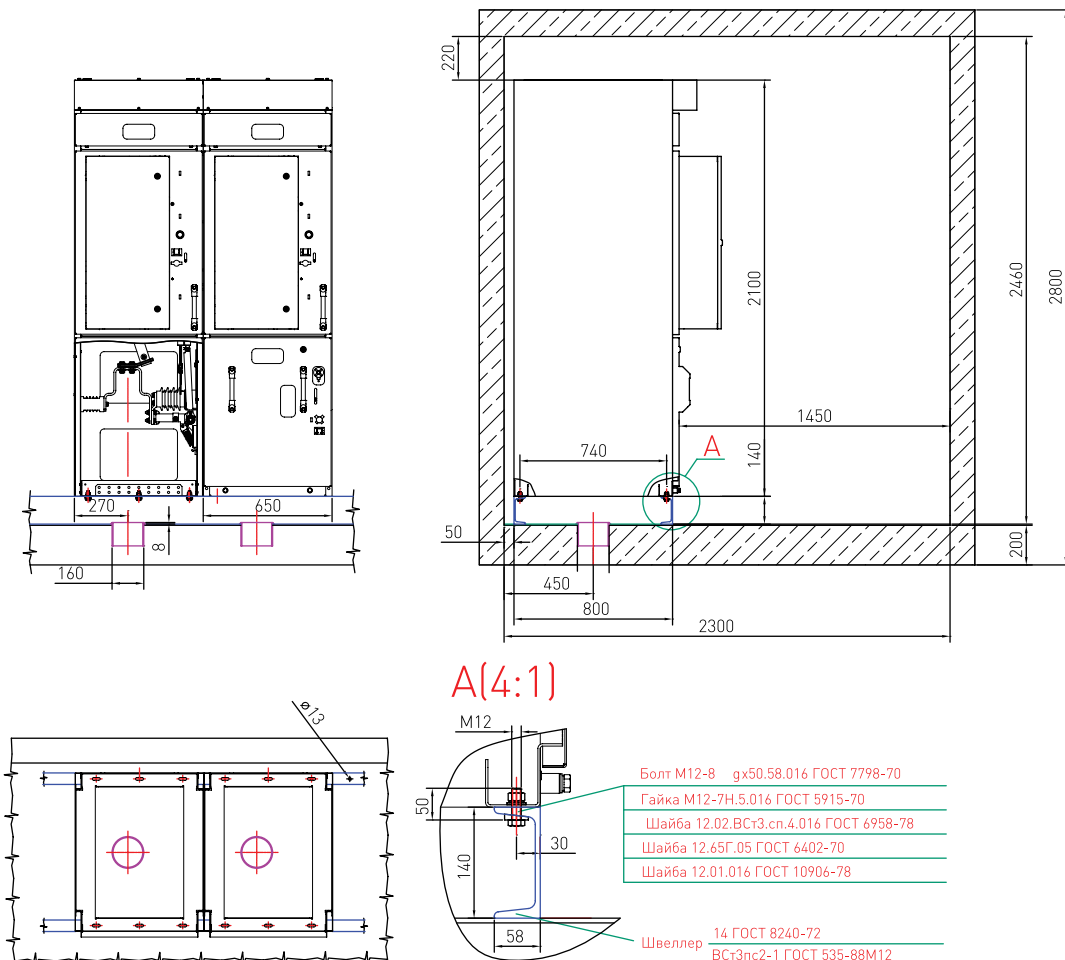 220
2100
2460
2800
1450
740
А
140
270
650
50
8
200
160
450
800
2300
А(4:1)
ø13
М12
50
30
140
58
Болт М12-8 gх50.58.016 ГОСТ 7798-70
Гайка М12-7Н.5.016 ГОСТ 5915-70
Шайба 12.02.ВСт3.сп.4.016 ГОСТ 6958-78
Шайба 12.65Г.05 ГОСТ 6402-70
Шайба 12.01.016 ГОСТ 10906-78
14 ГОСТ 8240-72
Швеллер
ВСт3пс2-1 ГОСТ 535-88М12